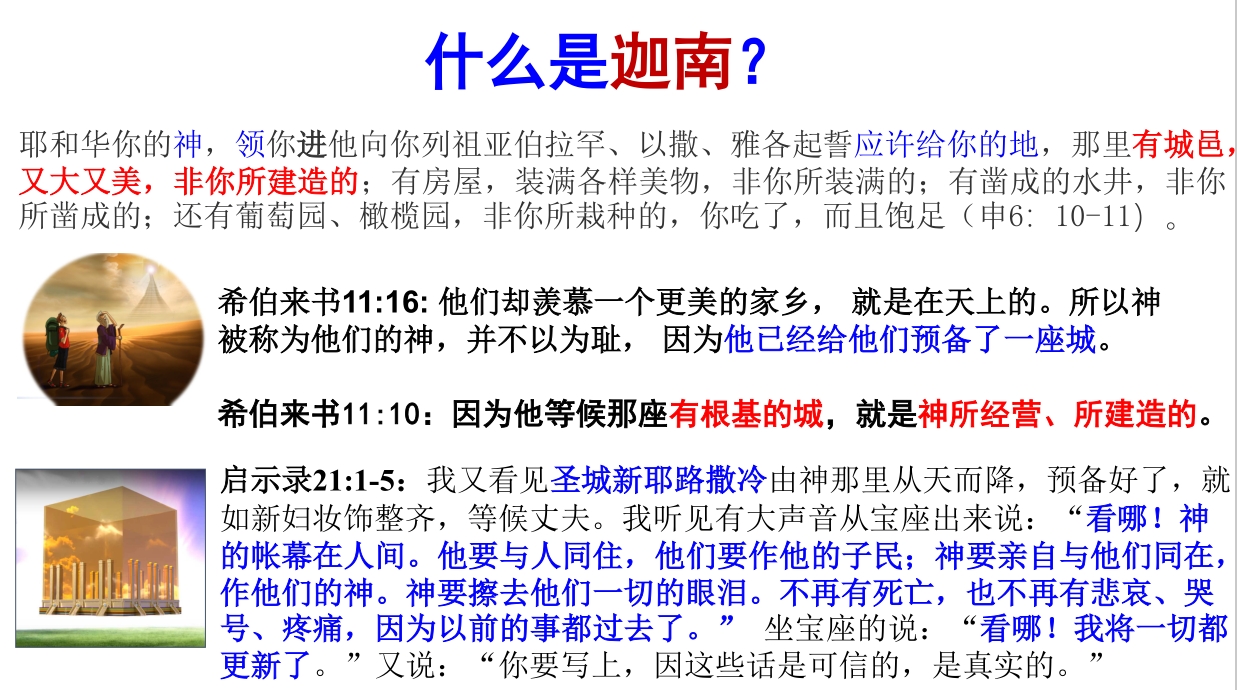 什么是迦南？
耶和华你的神，领你进他向你列祖亚伯拉罕、以撒、雅各起誓应许给你的地，那里有城邑，
又大又美，非你所建造的；有房屋，装满各样美物，非你所装满的；有凿成的水井，非你
所凿成的；还有葡萄园、橄榄园，非你所栽种的，你吃了，而且饱足（申6：10-11）。
希伯来书11:16: 他们却羡慕一个更美的家乡， 就是在天上的。所以神
被称为他们的神，并不以为耻， 因为他已经给他们预备了一座城。
希伯来书11:10：因为他等候那座有根基的城，就是神所经营、所建造的。
启示录21:1-5：我又看见圣城新耶路撒冷由神那里从天而降，预备好了，就
如新妇妆饰整齐，等候丈夫。我听见有大声音从宝座出来说：“看哪！神
的帐幕在人间。他要与人同住，他们要作他的子民；神要亲自与他们同在，
作他们的神。神要擦去他们一切的眼泪。不再有死亡，也不再有悲哀、哭
号、疼痛，因为以前的事都过去了。” 坐宝座的说：“看哪！我将一切都
更新了。”又说：“你要写上，因这些话是可信的，是真实的。”